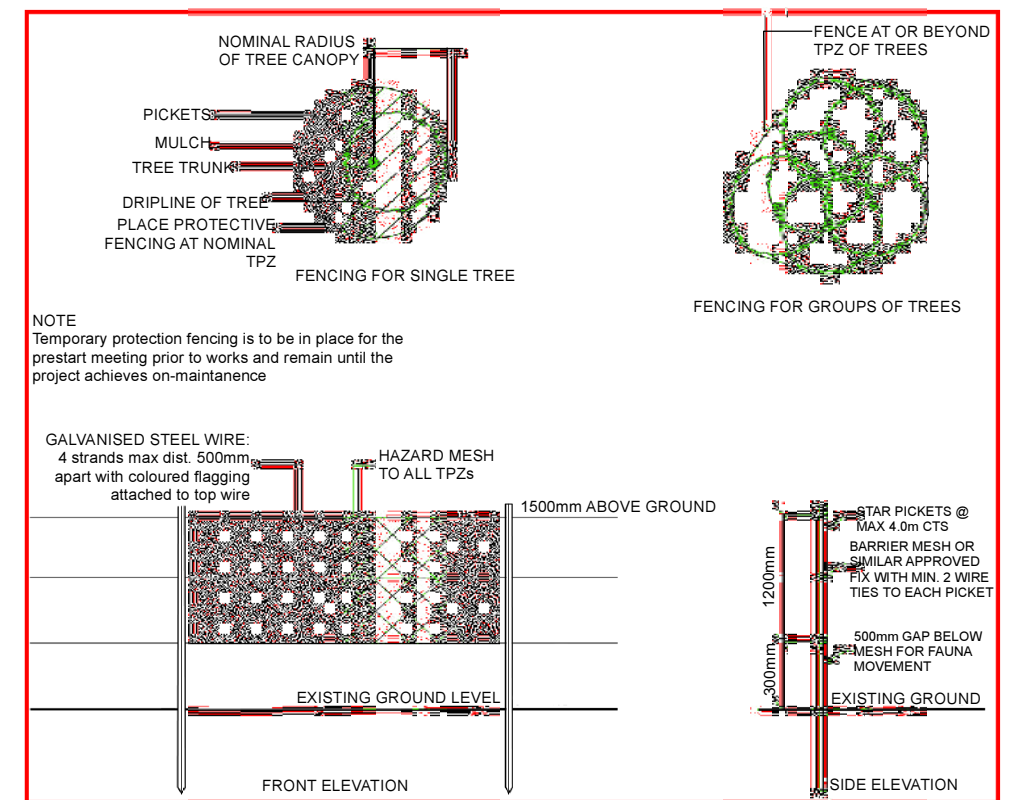 NOMINAL RADIUS
OF TREE CANOPY
PICKETS
MULCH
TREE TRUNK
DRIPLINE OF TREE
PLACE PROTECTIVE
FENCING AT NOMINAL
TPZ
FENCING FOR SINGLE TREE
FENCE AT OR BEYOND
TPZ OF TREES
FENCING FOR GROUPS OF TREES
NOTE
Temporary protection fencing is to be in place for the
prestart meeting prior to works and remain until the
project achieves on-maintanence
GALVANISED STEEL WIRE:
4 strands max dist. 500mm
apart with coloured flagging
attached to top wire
HAZARD MESH
TO ALL TPZs
1500mm ABOVE GROUND
EXISTING GROUND LEVEL
FRONT ELEVATION
STAR PICKETS @
MAX 4.0m CTS
BARRIER MESH OR
SIMILAR APPROVED
FIX WITH MIN. 2 WIRE
TIES TO EACH PICKET
1200mm
500mm GAP BELOW
MESH FOR FAUNA
MOVEMENT
300mm
EXISTING GROUND
SIDE ELEVATION